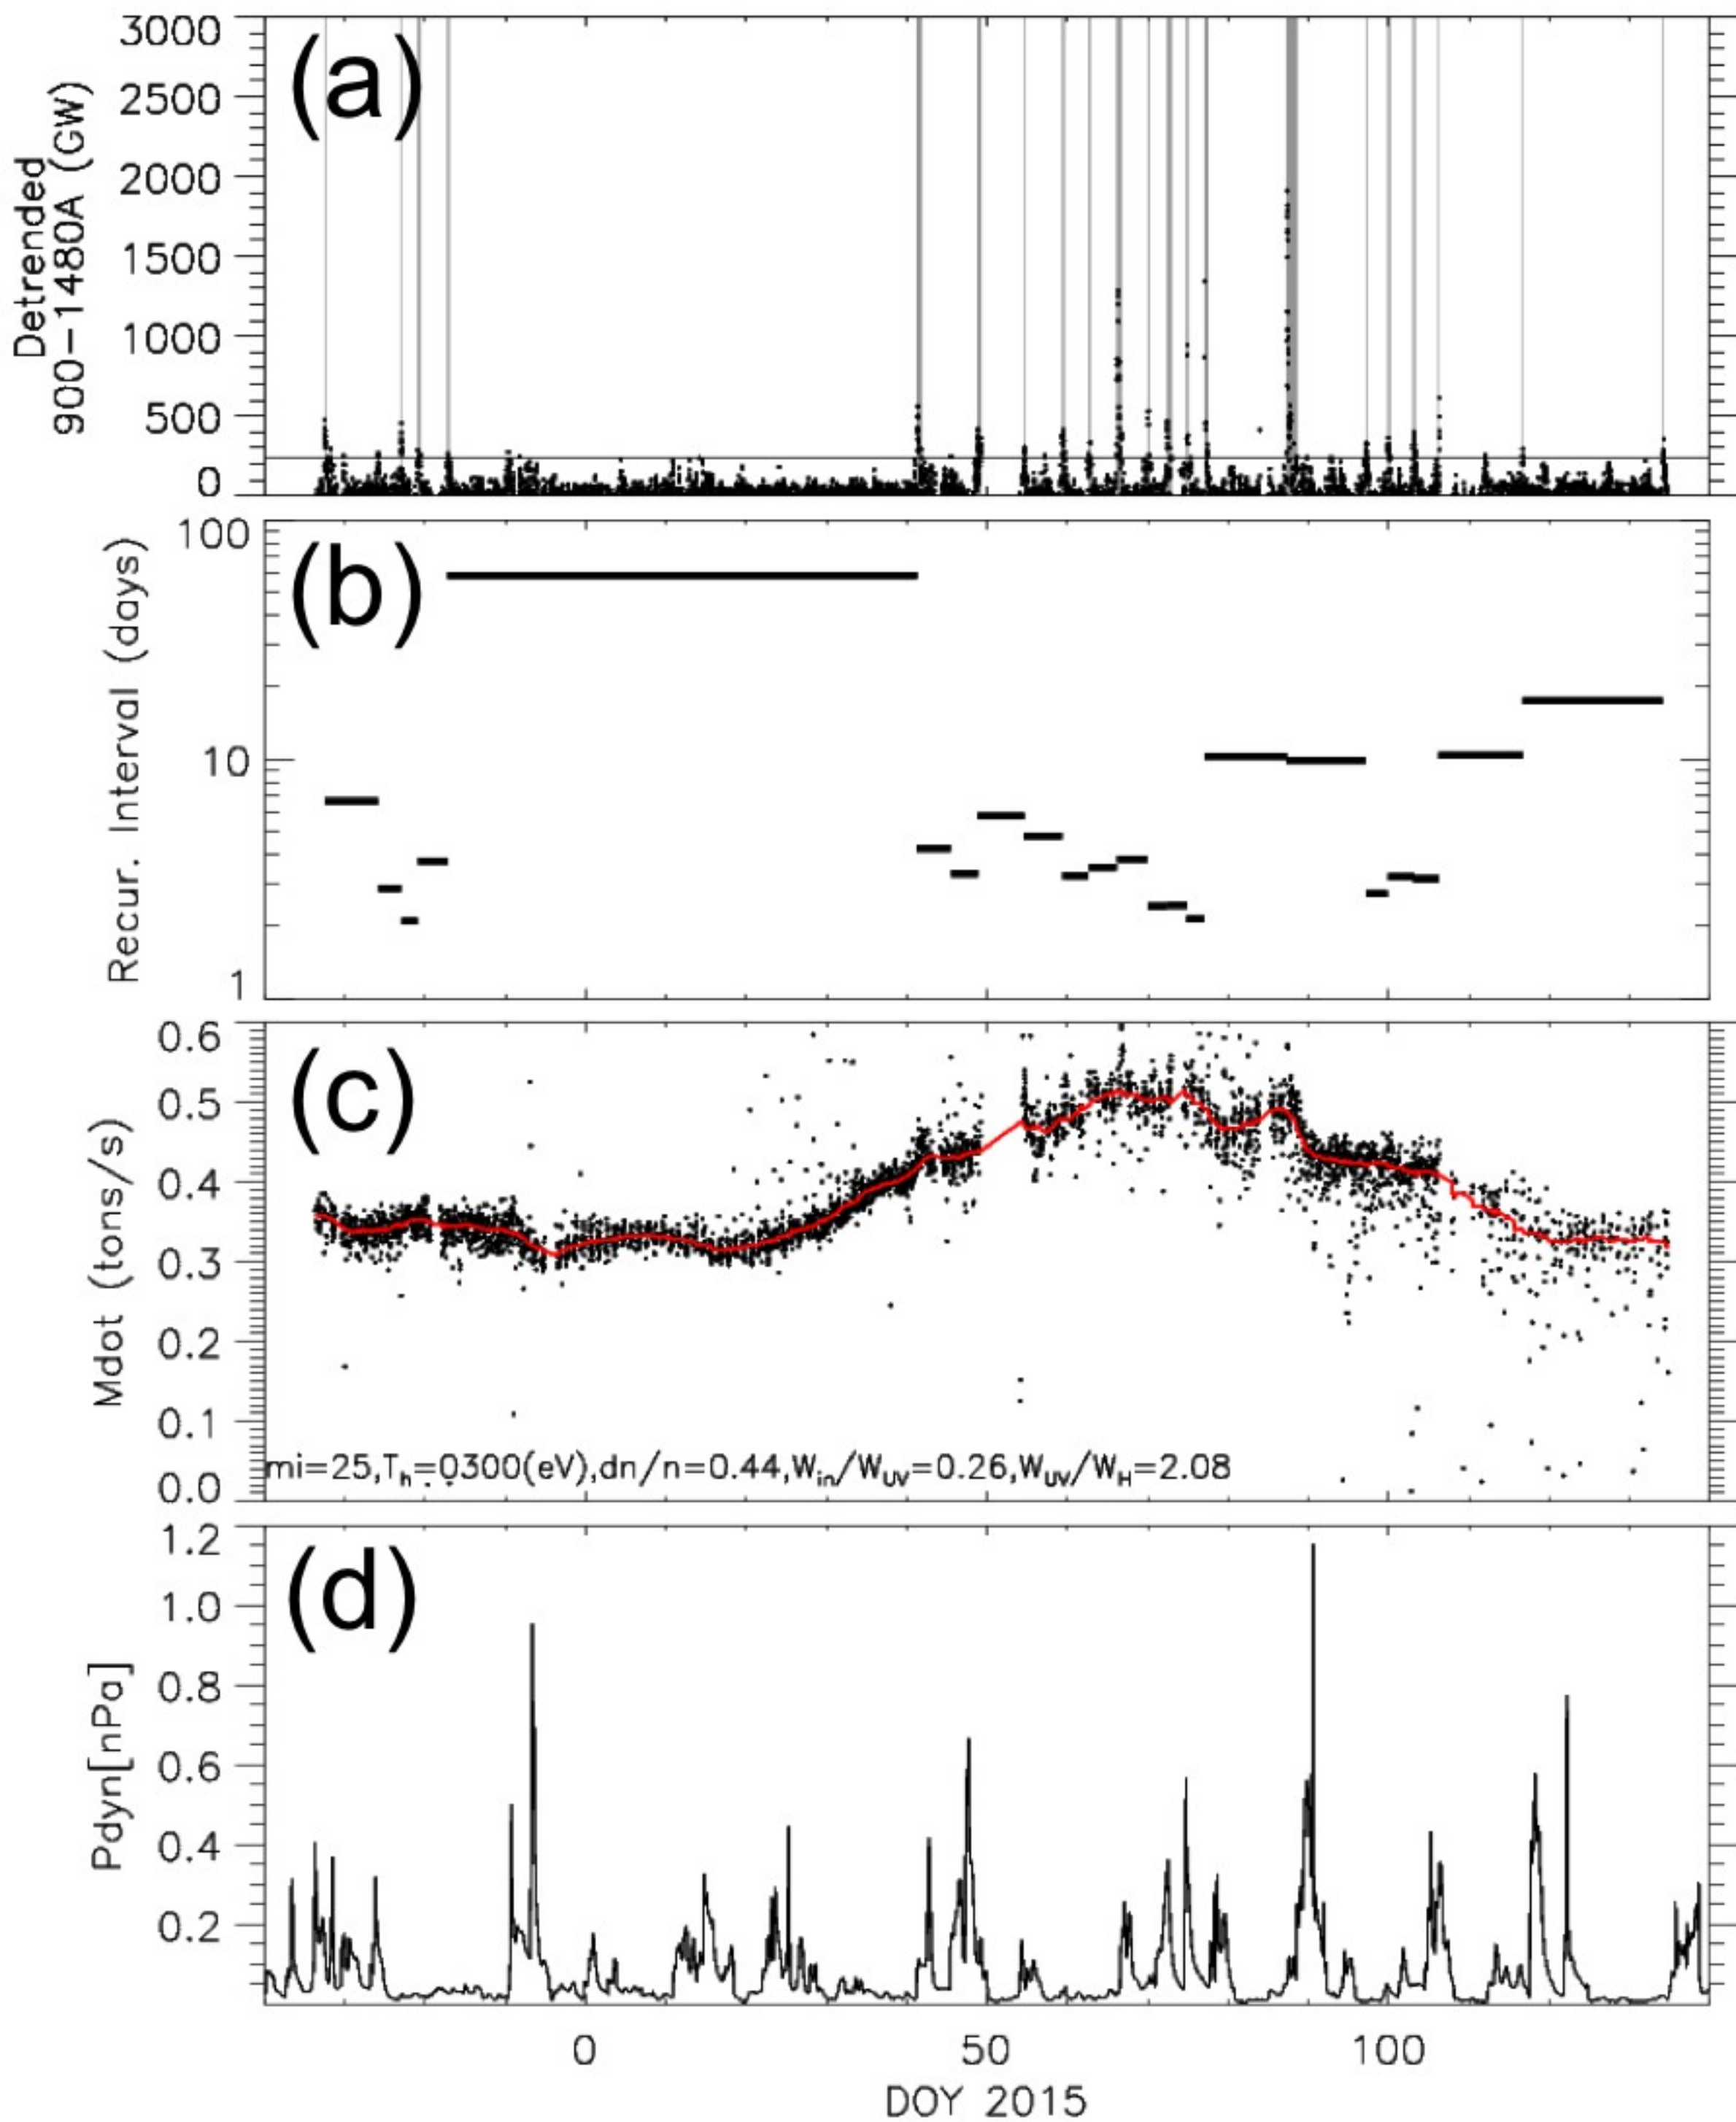 (a)
3000
2500
2000
1500
1000
500
0
Detrended
900-1480A (GW)
(b)
100
10
1
Recur. Interval (days)
(c)
0.6
0.5
0.4
0.3
0.2
0.1
0.0
Mdot (tons/s)
mi=25,Th=0300(eV),dn/n=0.44,Win/WUV=0.26,WUV/WH=2.08
(d)
1.2
1.0
0.8
0.6
0.4
0.2
Pdyn[nPa]
0 50 100
DOY 2015